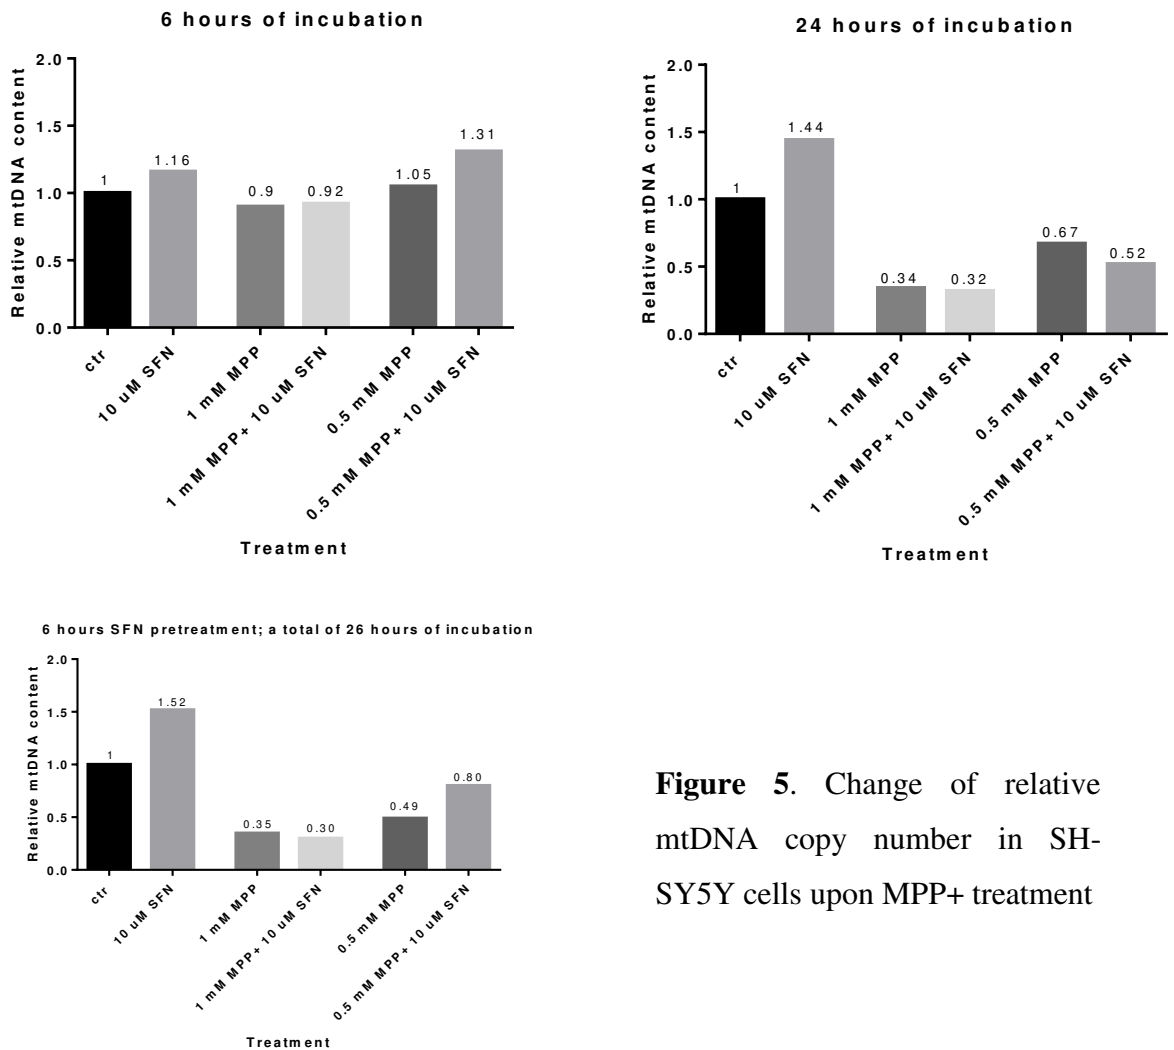 6 hours of incubation
Relative mtDNA content
2.0
1.5
1.0
0.5
0.0
1
1.16
0.9
0.92
1.05
1.31
ctr
10 uM SFN
1 mM MPP
1 mM MPP+ 10 uM SFN
0.5 mM MPP
0.5 mM MPP+ 10 uM SFN
Treatment
24 hours of incubation
Relative mtDNA content
2.0
1.5
1.0
0.5
0.0
1
1.44
0.34
0.32
0.67
0.52
ctr
10 uM SFN
1 mM MPP
1 mM MPP+ 10 uM SFN
0.5 mM MPP
0.5 mM MPP+ 10 uM SFN
Treatment
6 hours SFN pretreatment; a total of 26 hours of incubation
Relative mtDNA content
2.0
1.5
1.0
0.5
0.0
1
1.52
0.35
0.30
0.49
0.80
ctr
10 uM SFN
1 mM MPP
1 mM MPP+ 10 uM SFN
0.5 mM MPP
0.5 mM MPP+ 10 uM SFN
Treatment
Figure 5. Change of relative
mtDNA copy number in SH-
SY5Y cells upon MPP+ treatment